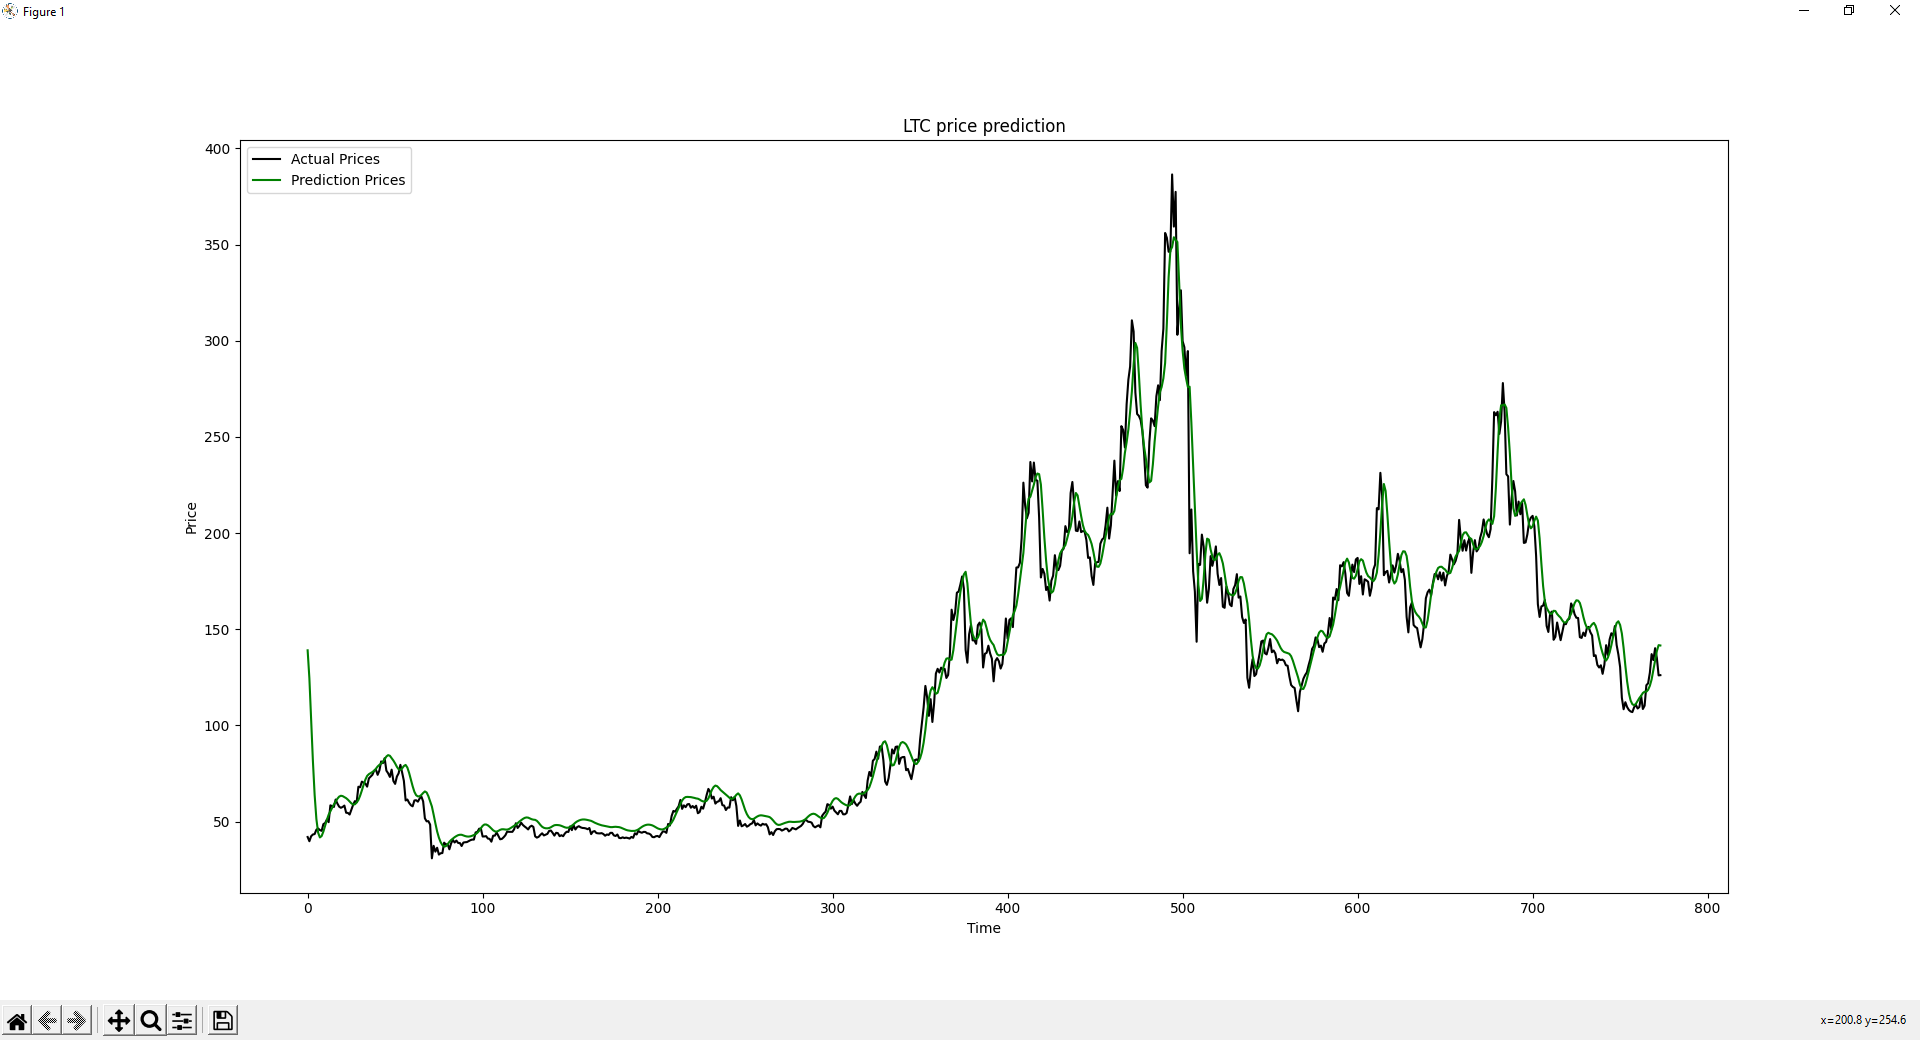 Figure 1
LTC price prediction
Actual Prices
Prediction Prices
400
350
300
250
200
150
100
50
Price
0 100 200 300 400 500 600 700 800
Time
x=200.8 y=254.6